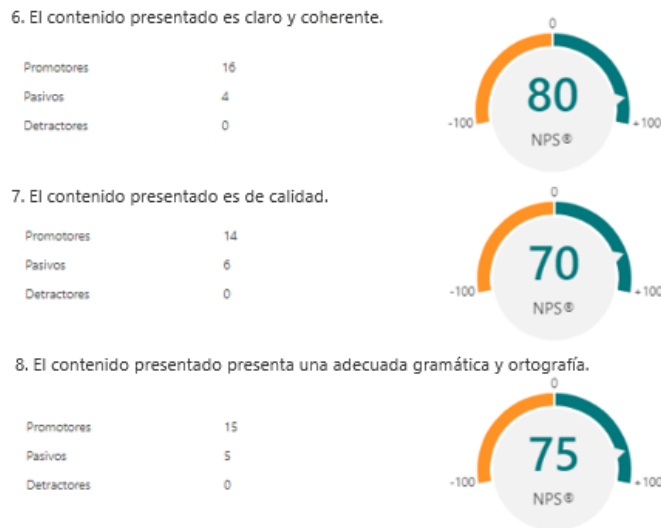 6. El contenido presentado es claro y coherente.
Promotores 16
Pasivos 4
Detractores 0
0
-100
80
NPS®
+100
7. El contenido presentado es de calidad.
Promotores 14
Pasivos 6
Detractores 0
0
-100
70
NPS®
+100
8. El contenido presentado presenta una adecuada gramática y ortografía.
Promotores 15
Pasivos 5
Detractores 0
0
-100
75
NPS®
+100